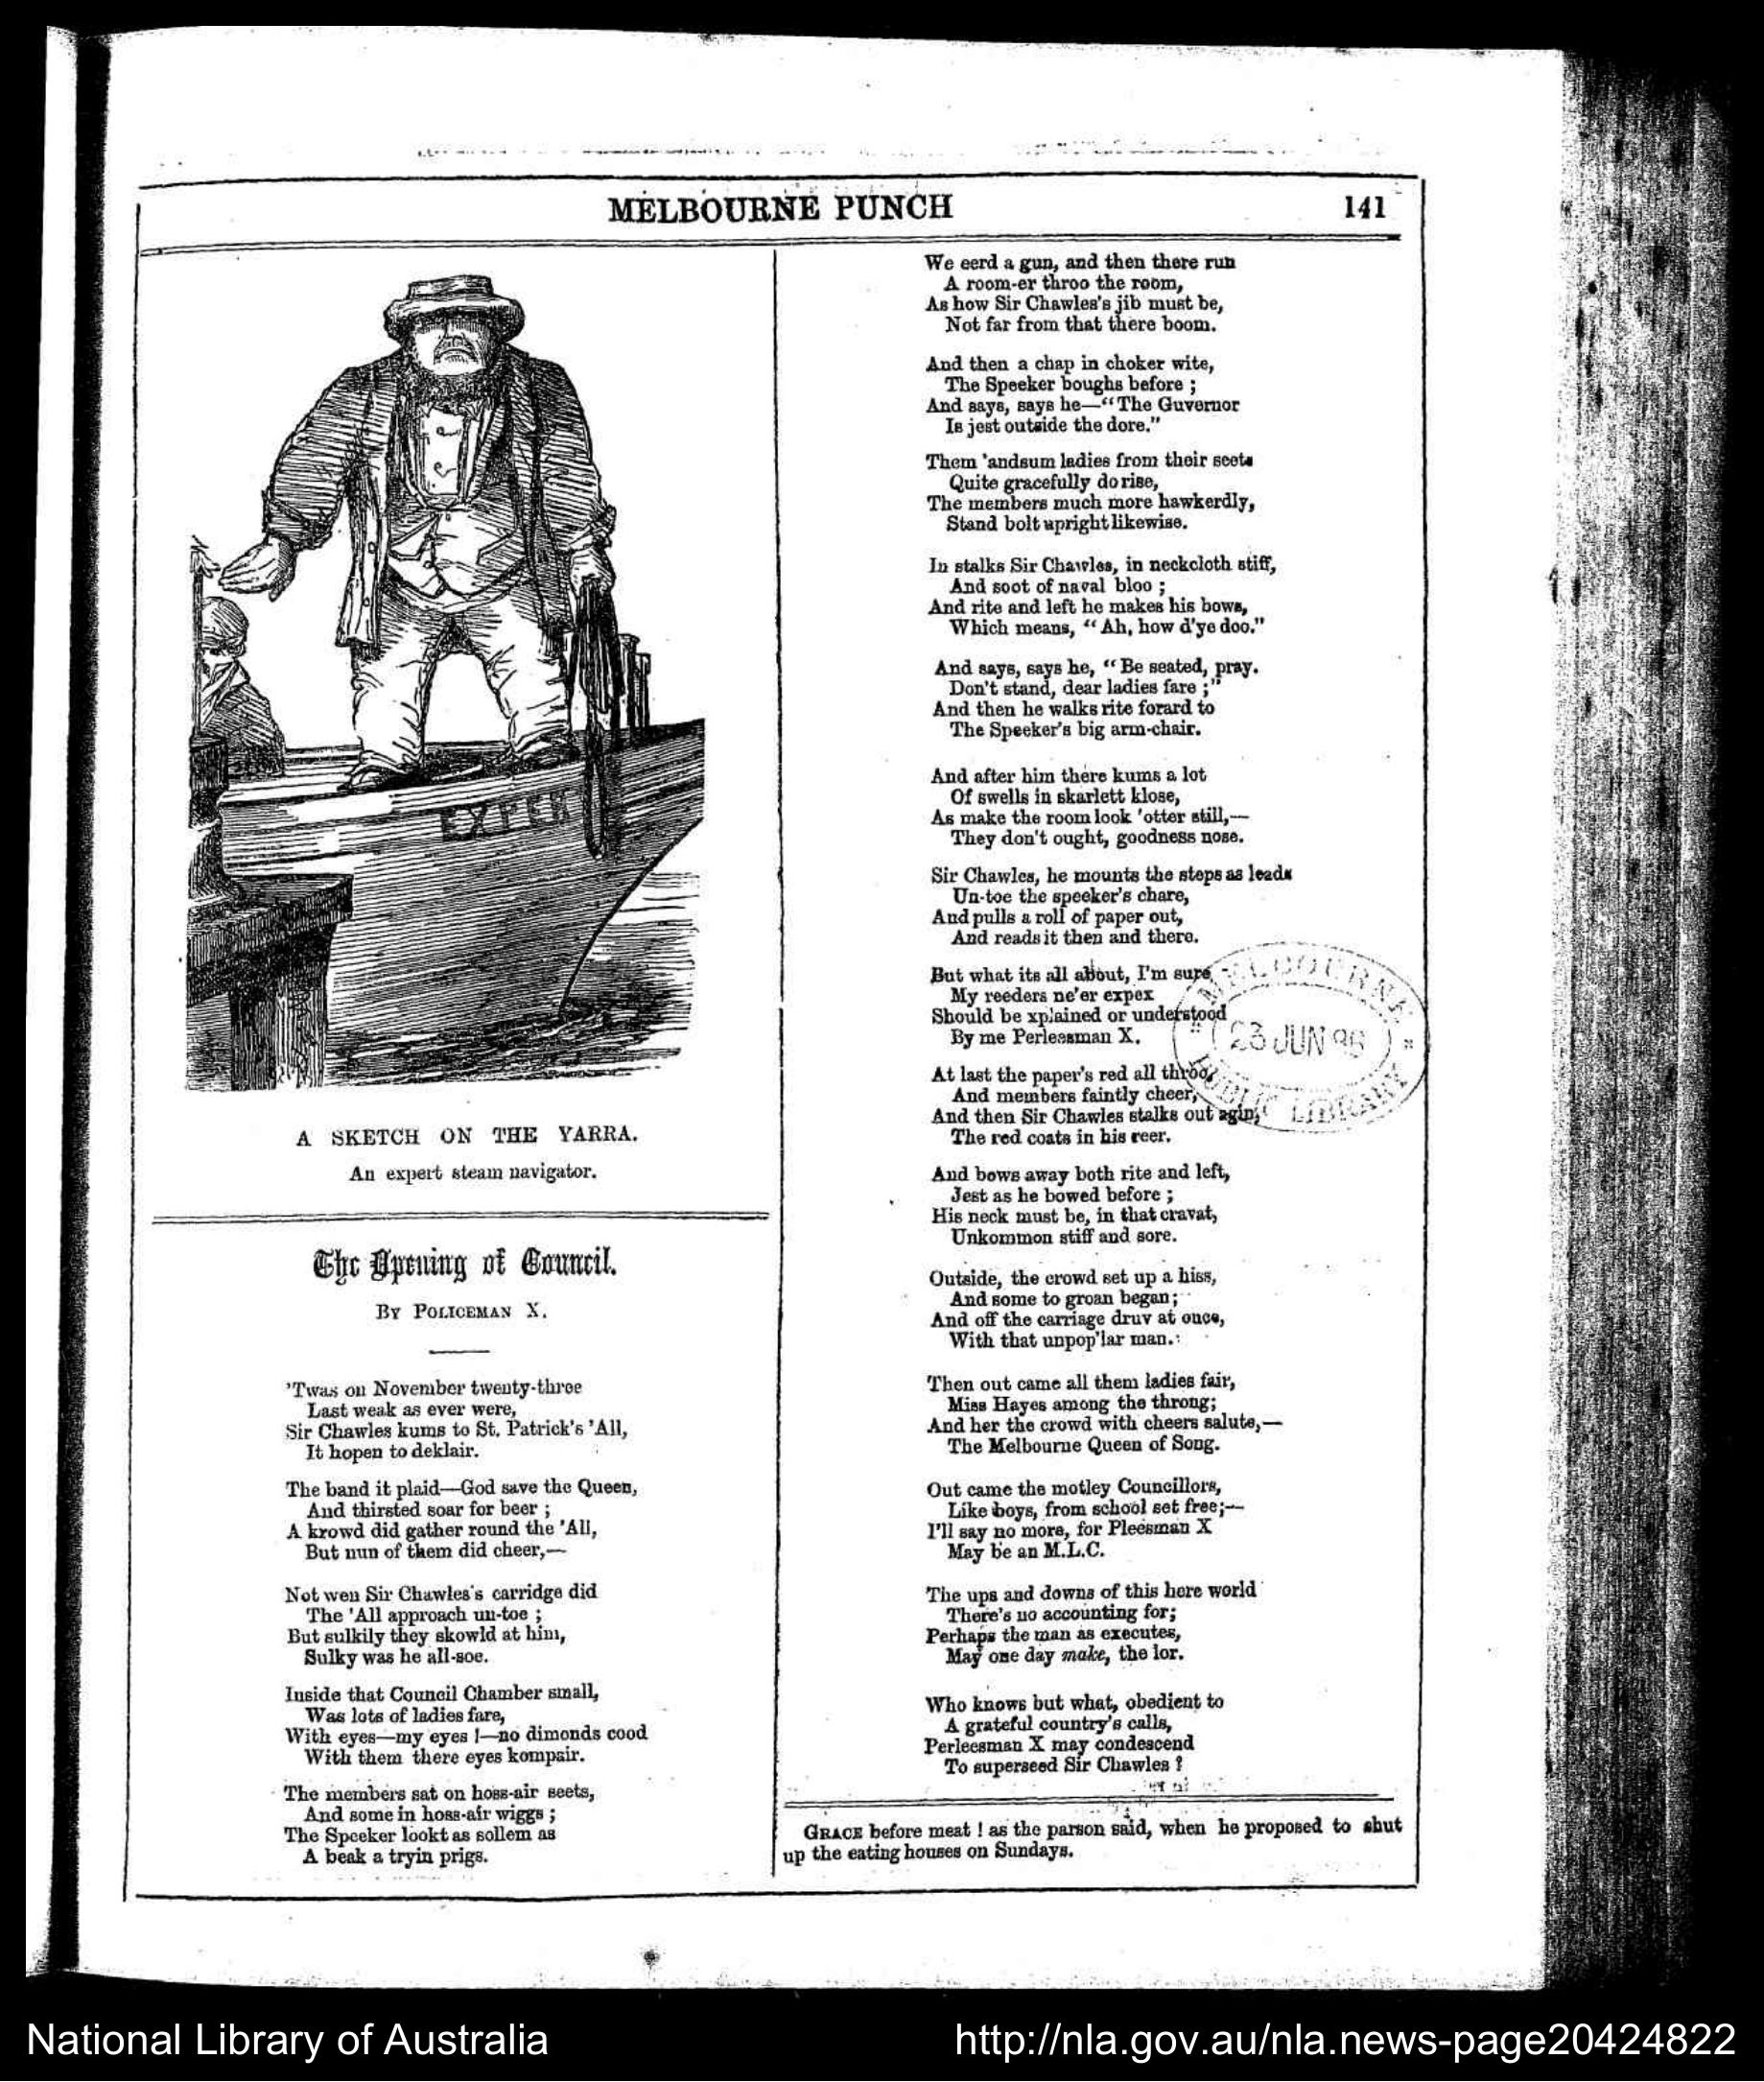 MELBOURNE PUNCH
141
EXPER
A SKETCH ON THE YARRA.
An expert steam navigator.
The Opening of Council.
BY POLICEMAN X.
'Twas on November twenty-three
Last weak as ever were,
Sir Chawles kums to St. Patrick's 'All,
It hopen to deklair.
The band it plaid—God save the Queen,
And thirsted soar for beer ;
A krowd did gather round the 'All,
But nun of them did cheer,—
Not wen Sir Chawles's carridge did
The 'All approach un-toe ;
But sulkily they skowld at him,
Sulky was he all-soe.
Inside that Council Chamber small,
Was lots of ladies fare,
With eyes—my eyes !—no dimonds cood
With them there eyes kompair.
The members sat on hoss-air seets,
And some in hoss-air wiggs ;
The Speeker lookt as sollem as
A beak a tryin prigs.
We eerd a gun, and then there run
A room-er throo the room,
As how Sir Chawles's jib must be,
Not far from that there boom.
And then a chap in choker wite,
The Speeker boughs before ;
And says, says he—"The Guvernor
Is jest outside the dore."
Them 'andsum ladies from their seets
Quite gracefully do rise,
The members much more hawkerdly,
Stand bolt upright likewise.
In stalks Sir Chawles, in neckcloth stiff,
And soot of naval bloo ;
And rite and left he makes his bows,
Which means, "Ah, how d'ye doo."
And says, says he, "Be seated, pray.
Don't stand, dear ladies fare ;"
And then he walks rite forard to
The Speeker's big arm-chair.
And after him there kums a lot
Of swells in skarlett klose,
As make the room look 'otter still,—
They don't ought, goodness nose.
Sir Chawles, he mounts the steps as leads
Un-toe the speeker's chare,
And pulls a roll of paper out,
And reads it then and there.
But what its all about, I'm sure
My reeders ne'er expex
Should be xplained or understood
By me Perleesman X.
At last the paper's red all throo,
And members faintly cheer,
And then Sir Chawles stalks out agin,
The red coats in his reer.
And bows away both rite and left,
Jest as he bowed before ;
His neck must be, in that cravat,
Unkommon stiff and sore.
Outside, the crowd set up a hiss,
And some to groan began;
And off the carriage druv at once,
With that unpop'lar man.
Then out came all them ladies fair,
Miss Hayes among the throng;
And her the crowd with cheers salute,—
The Melbourne Queen of Song.
Out came the motley Councillors,
Like boys, from school set free;—
I'll say no more, for Pleesman X
May be an M.L.C.
The ups and downs of this here world
There's no accounting for;
Perhaps the man as executes,
May one day make, the lor.
Who knows but what, obedient to
A grateful country's calls,
Perleesman X may condescend
To superseed Sir Chawles ?
GRACE before meat ! as the parson said, when he proposed to shut
up the eating houses on Sundays.
MELBOURNE
23 JUN 96
PUBLIC LIBRARY
National Library of Australia
http://nla.gov.au/nla.news-page20424822